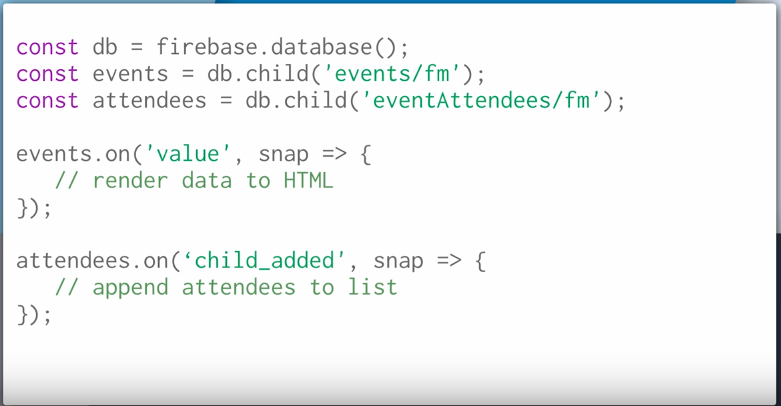 const db = firebase.database();
const events = db.child('events/fm');
const attendees = db.child('eventAttendees/fm');
events.on('value', snap => {
// render data to HTML
});
attendees.on(‘child_added', snap => {
// append attendees to list
});